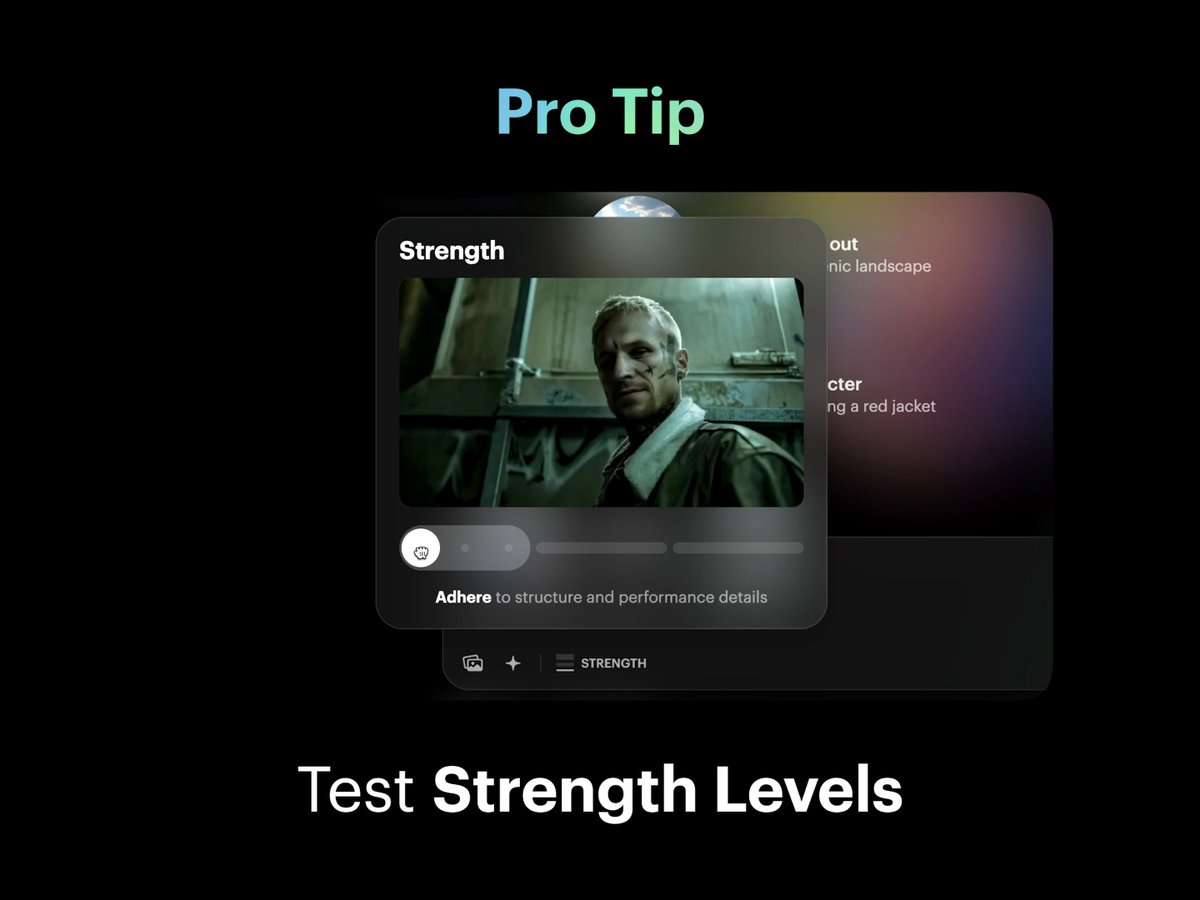 Pro Tip
Strength
out
nic landscape
cter
ng a red jacket
Adhere to structure and performance details
STRENGTH
Test Strength Levels